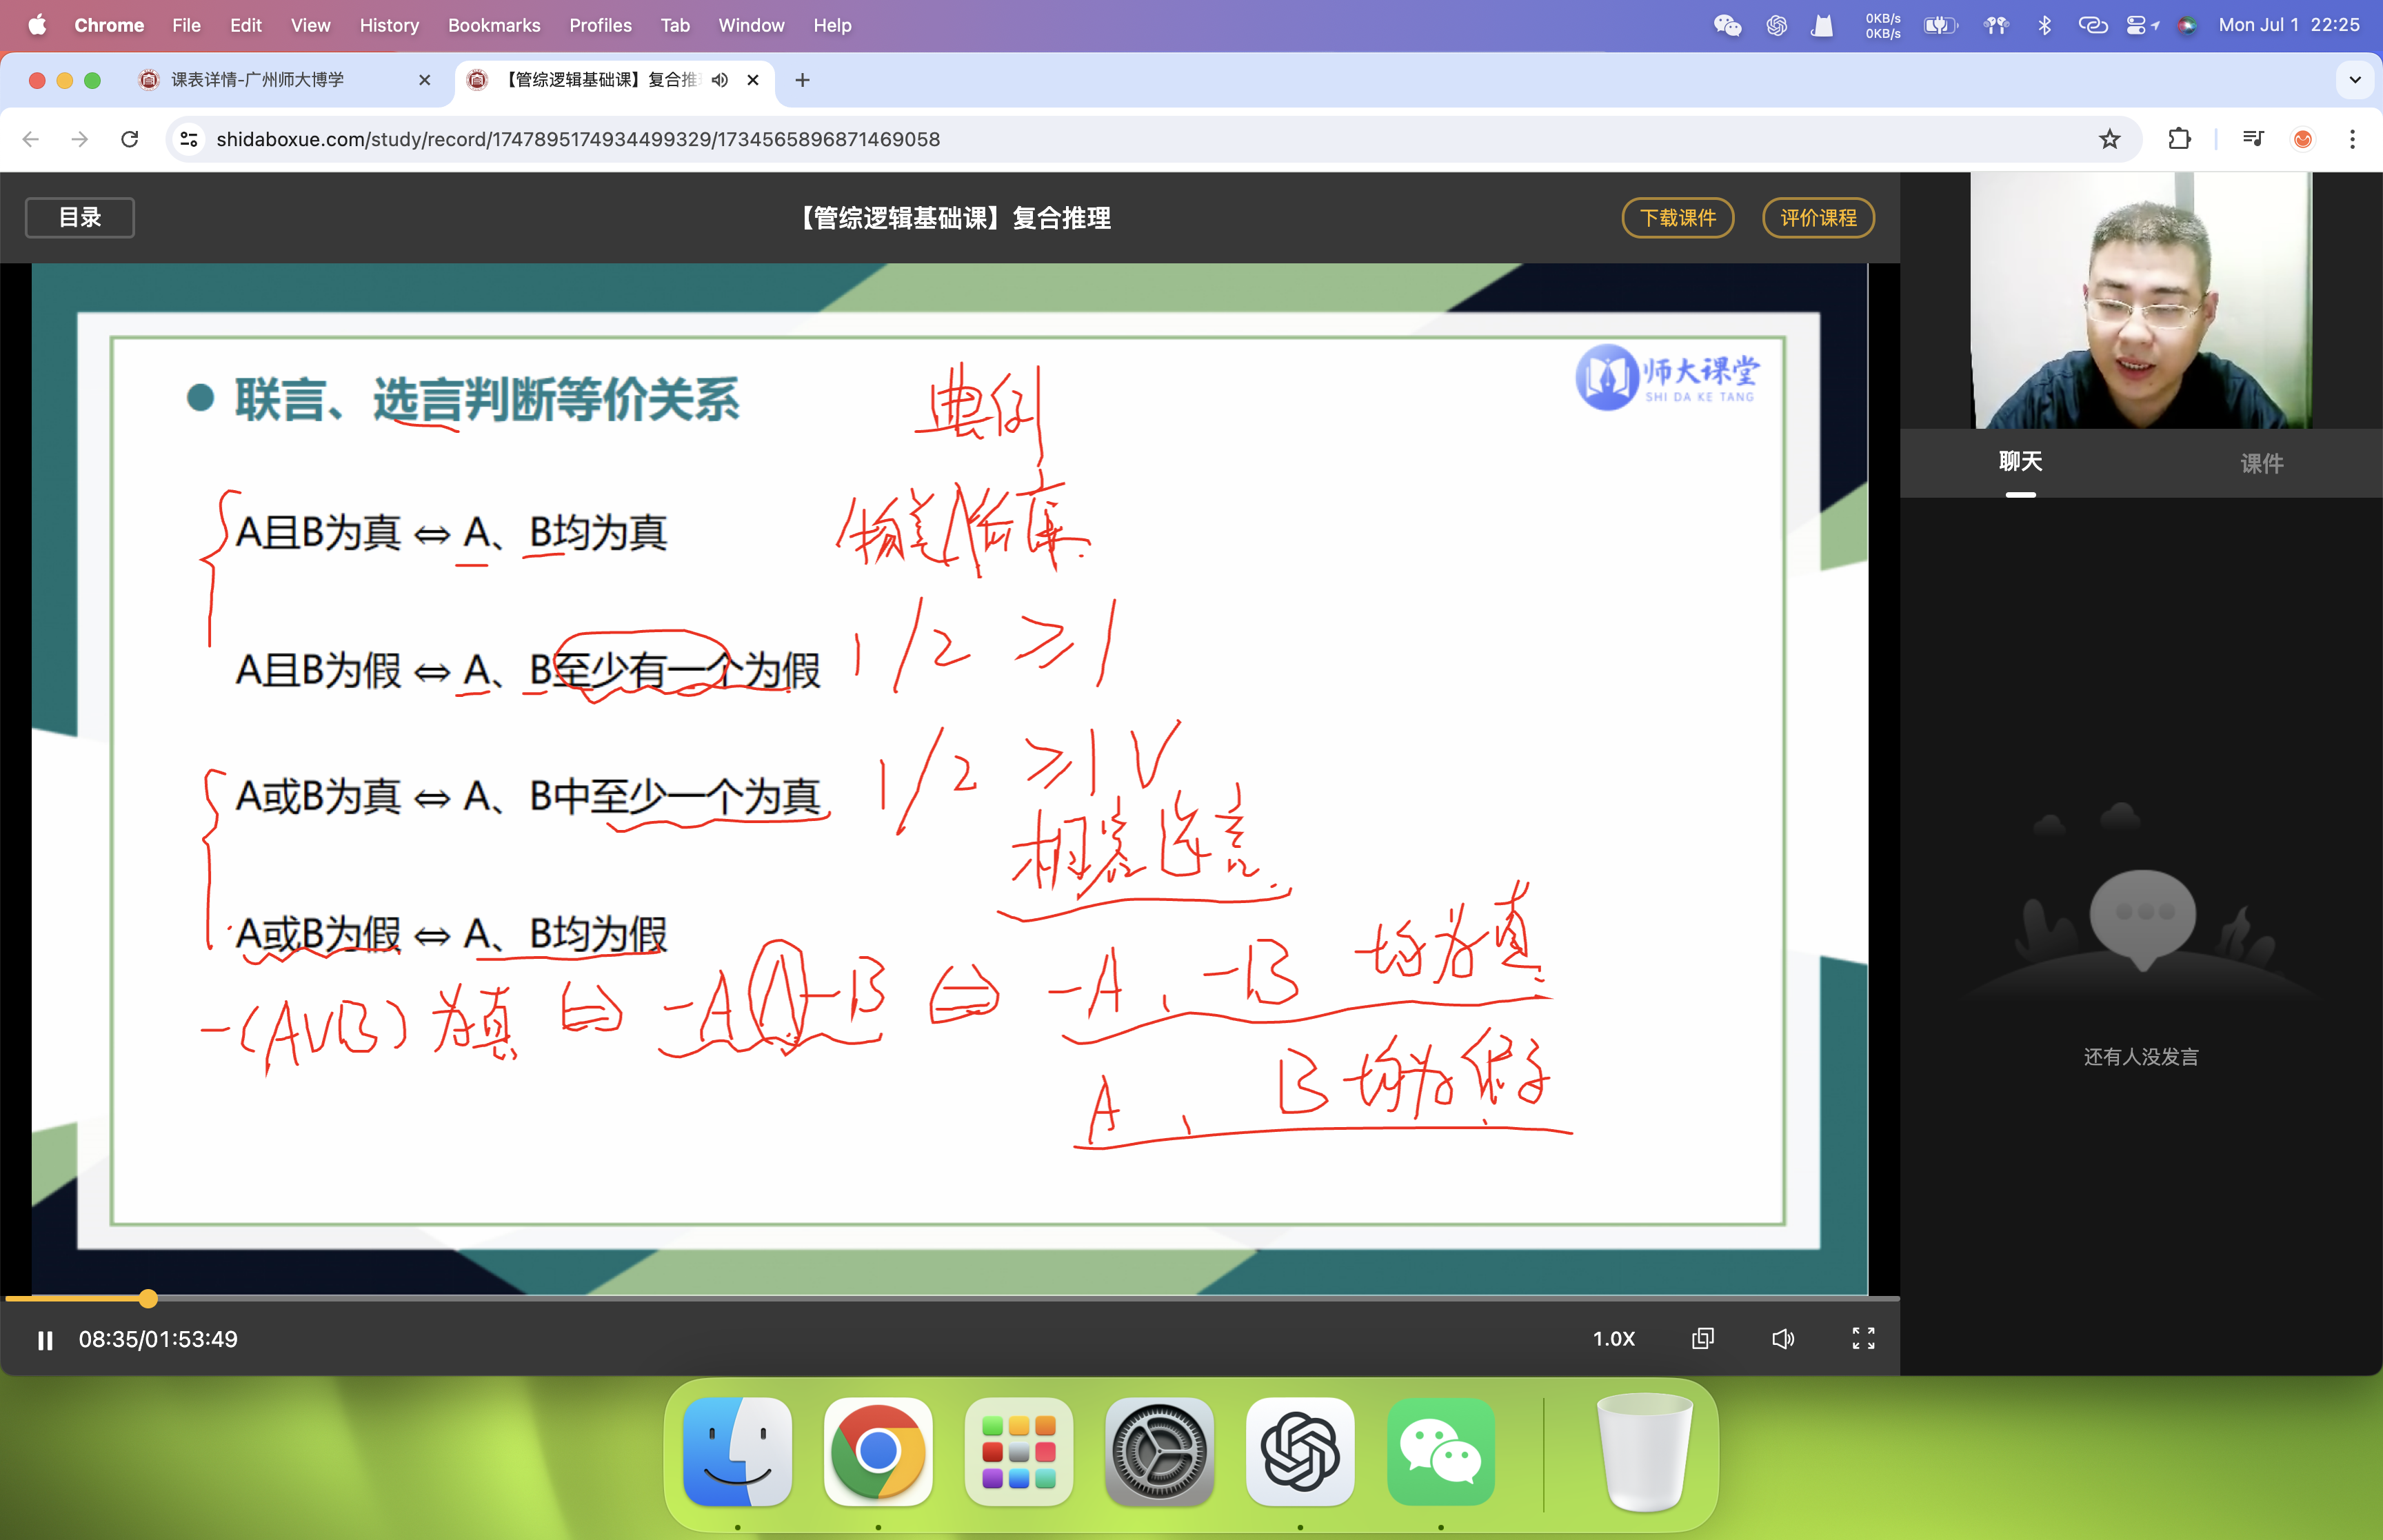 Chrome File Edit View History Bookmarks Profiles Tab Window Help
0KB/s
0KB/s
Mon Jul 1 22:25
课表详情-广州师大博学
【管综逻辑基础课】复合推
shidaboxue.com/study/record/1747895174934499329/1734565896871469058
目录
【管综逻辑基础课】复合推理
下载课件
评价课程
联言、选言判断等价关系
典例
师大课堂
SHI DA KE TANG
A且B为真 ⇔ A、B均为真
A且B为假 ⇔ A、B至少有一个为假
1/2 ≥1
A或B为真 ⇔ A、B中至少一个为真
1/2 ≥1 V
相容选言
A或B为假 ⇔ A、B均为假
-(A∨B)为真 ⇔ -A∧-B ⇔ -A、-B 均为真
A、B均为假
聊天
课件
还有人没发言
08:35/01:53:49
1.0X